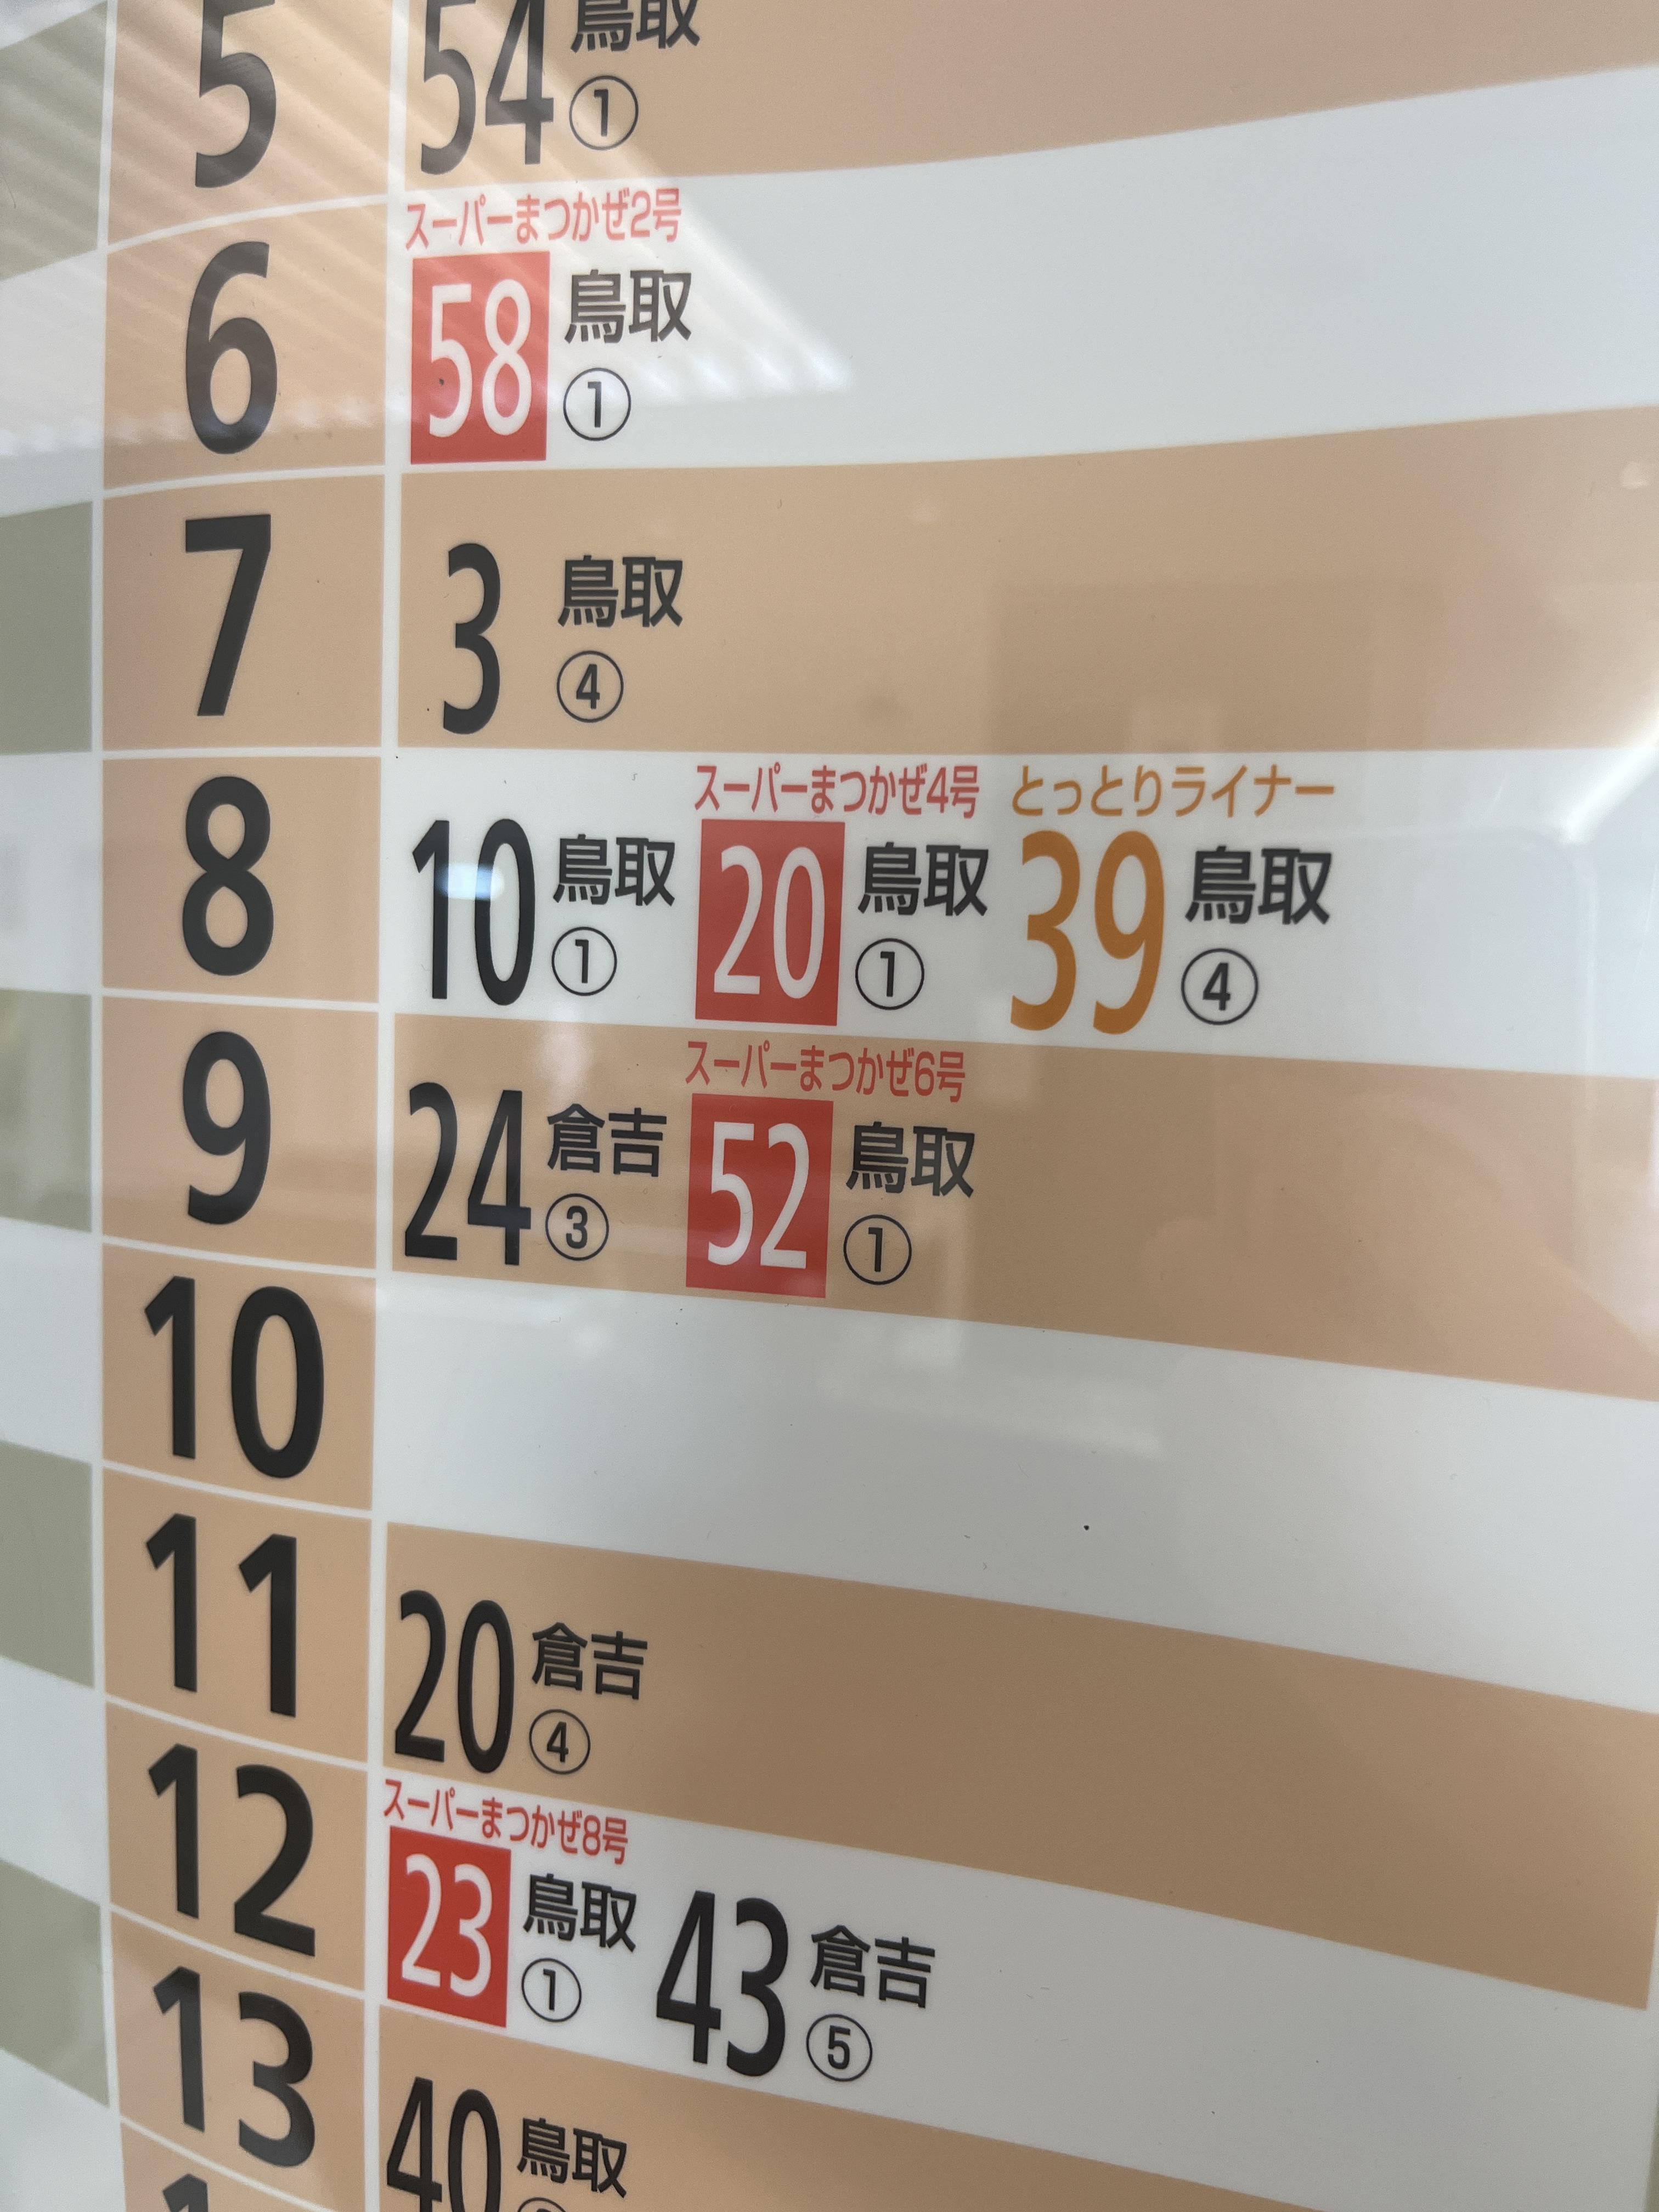 5 54 鳥取
①
スーパーまつかぜ2号
6 58 鳥取
①
7 3 鳥取
④
スーパーまつかぜ4号 とっとりライナー
8 10 鳥取 20 鳥取 39 鳥取
① ① ④
スーパーまつかぜ6号
9 24 倉吉 52 鳥取
③ ①
10
11 20 倉吉
④
スーパーまつかぜ8号
12 23 鳥取 43 倉吉
① ⑤
13 40 鳥取